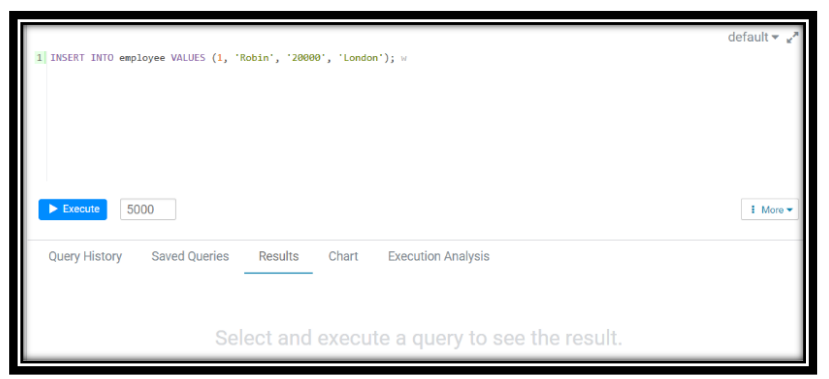 default
1 INSERT INTO employee VALUES (1, 'Robin', '20000', 'London'); w
Execute 5000 More
Query History Saved Queries Results Chart Execution Analysis
Select and execute a query to see the result.